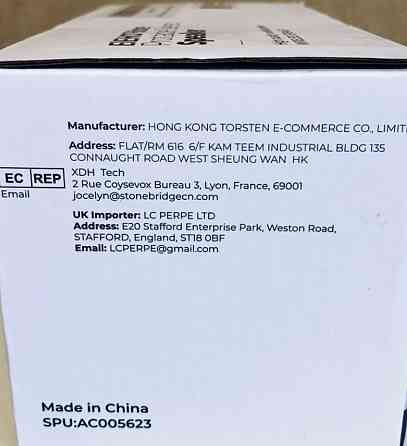 Manufacturer: HONG KONG TORSTEN E-COMMERCE CO., LIMIT
Address: FLAT/RM 616 6/F KAM TEEM INDUSTRIAL BLDG 135
CONNAUGHT ROAD WEST SHEUNG WAN HK
EC REP XDH Tech
2 Rue Coysevox Bureau 3, Lyon, France, 69001
Email jocelyn@stonebridgecn.com
UK Importer: LC PERPE LTD
Address: E20 Stafford Enterprise Park, Weston Road,
STAFFORD, England, ST18 0BF
Email: LCPERPE@gmail.com
Made in China
SPU:AC005623